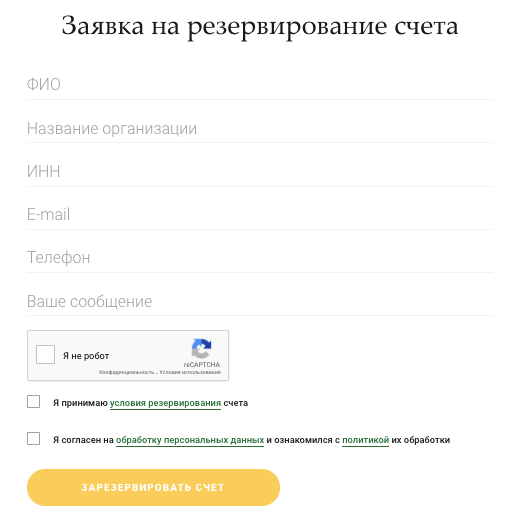 Заявка на резервирование счета
ФИО
Название организации
ИНН
E-mail
Телефон
Ваше сообщение
Я не робот
reCAPTCHA
Конфиденциальность - Условия использования
Я принимаю условия резервирования счета
Я согласен на обработку персональных данных и ознакомился с политикой их обработки
ЗАРЕЗЕРВИРОВАТЬ СЧЕТ